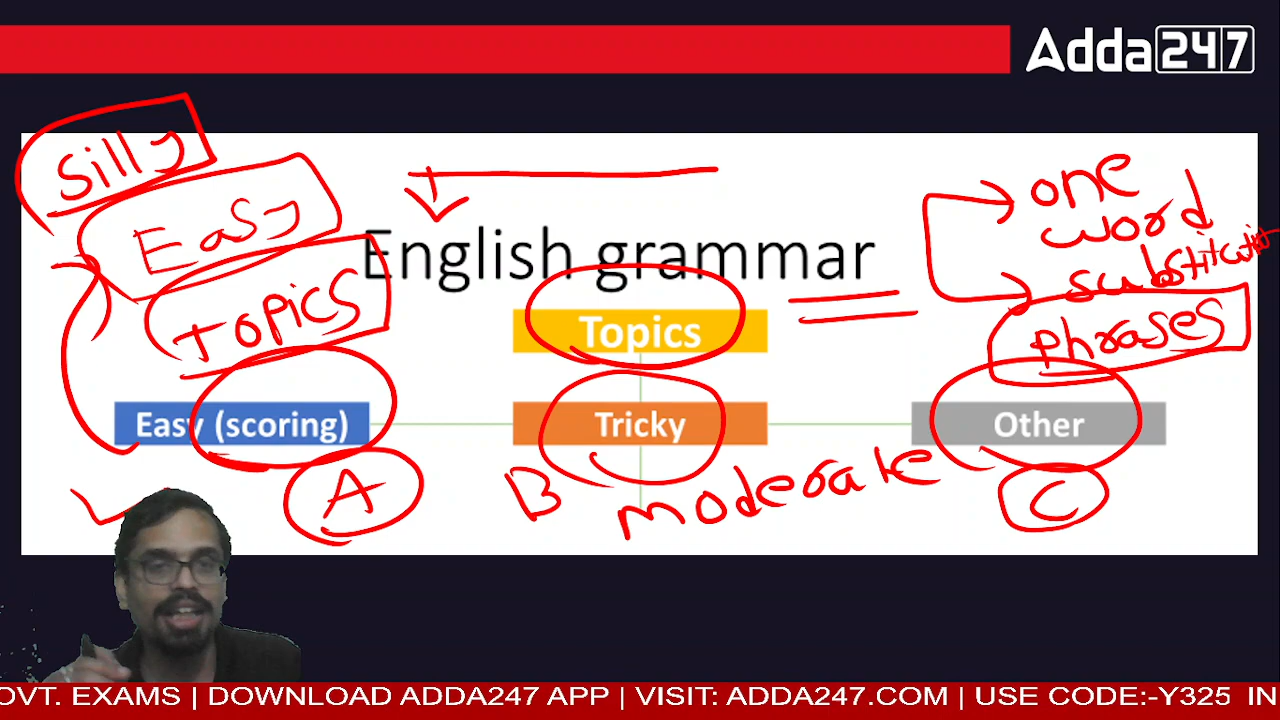 Adda247
Silly
Easy
Topics
one
word
substitution
phrases
English grammar
Topics
Easy (scoring)
Tricky
Other
A
B
moderate
C
OVT. EXAMS | DOWNLOAD ADDA247 APP | VISIT: ADDA247.COM | USE CODE:-Y325 IN